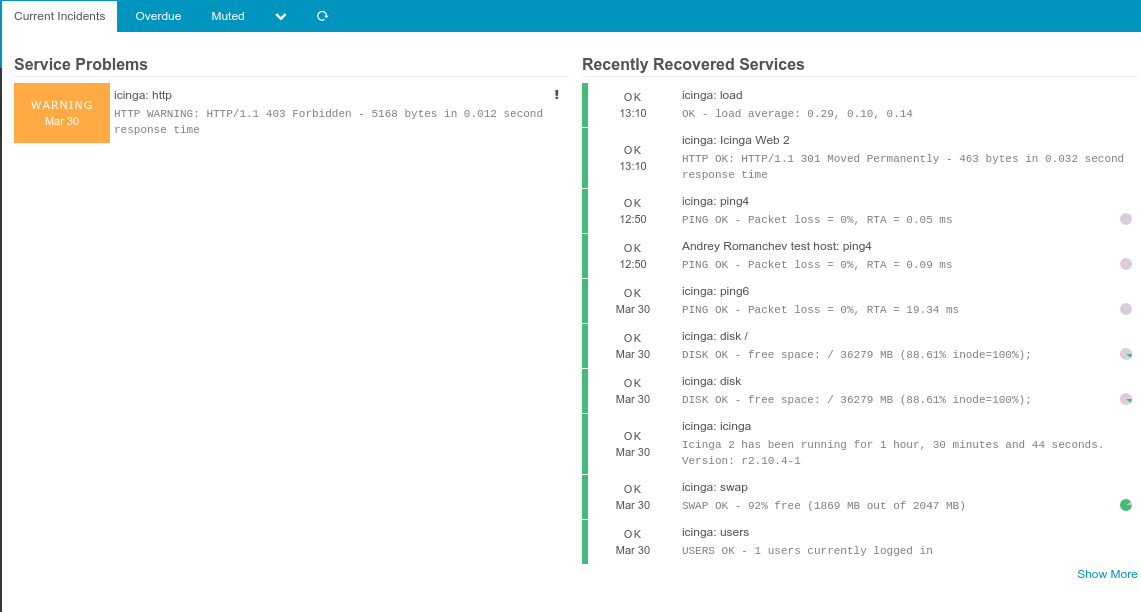 Current Incidents Overdue Muted
Service Problems
WARNING
Mar 30
icinga: http
HTTP WARNING: HTTP/1.1 403 Forbidden - 5168 bytes in 0.012 second
response time
Recently Recovered Services
OK
13:10
icinga: load
OK - load average: 0.29, 0.10, 0.14
OK
13:10
icinga: Icinga Web 2
HTTP OK: HTTP/1.1 301 Moved Permanently - 463 bytes in 0.032 second
response time
OK
12:50
icinga: ping4
PING OK - Packet loss = 0%, RTA = 0.05 ms
OK
12:50
Andrey Romanchev test host: ping4
PING OK - Packet loss = 0%, RTA = 0.09 ms
OK
Mar 30
icinga: ping6
PING OK - Packet loss = 0%, RTA = 19.34 ms
OK
Mar 30
icinga: disk /
DISK OK - free space: / 36279 MB (88.61% inode=100%);
OK
Mar 30
icinga: disk
DISK OK - free space: / 36279 MB (88.61% inode=100%);
OK
Mar 30
icinga: icinga
Icinga 2 has been running for 1 hour, 30 minutes and 44 seconds.
Version: r2.10.4-1
OK
Mar 30
icinga: swap
SWAP OK - 92% free (1869 MB out of 2047 MB)
OK
Mar 30
icinga: users
USERS OK - 1 users currently logged in
Show More